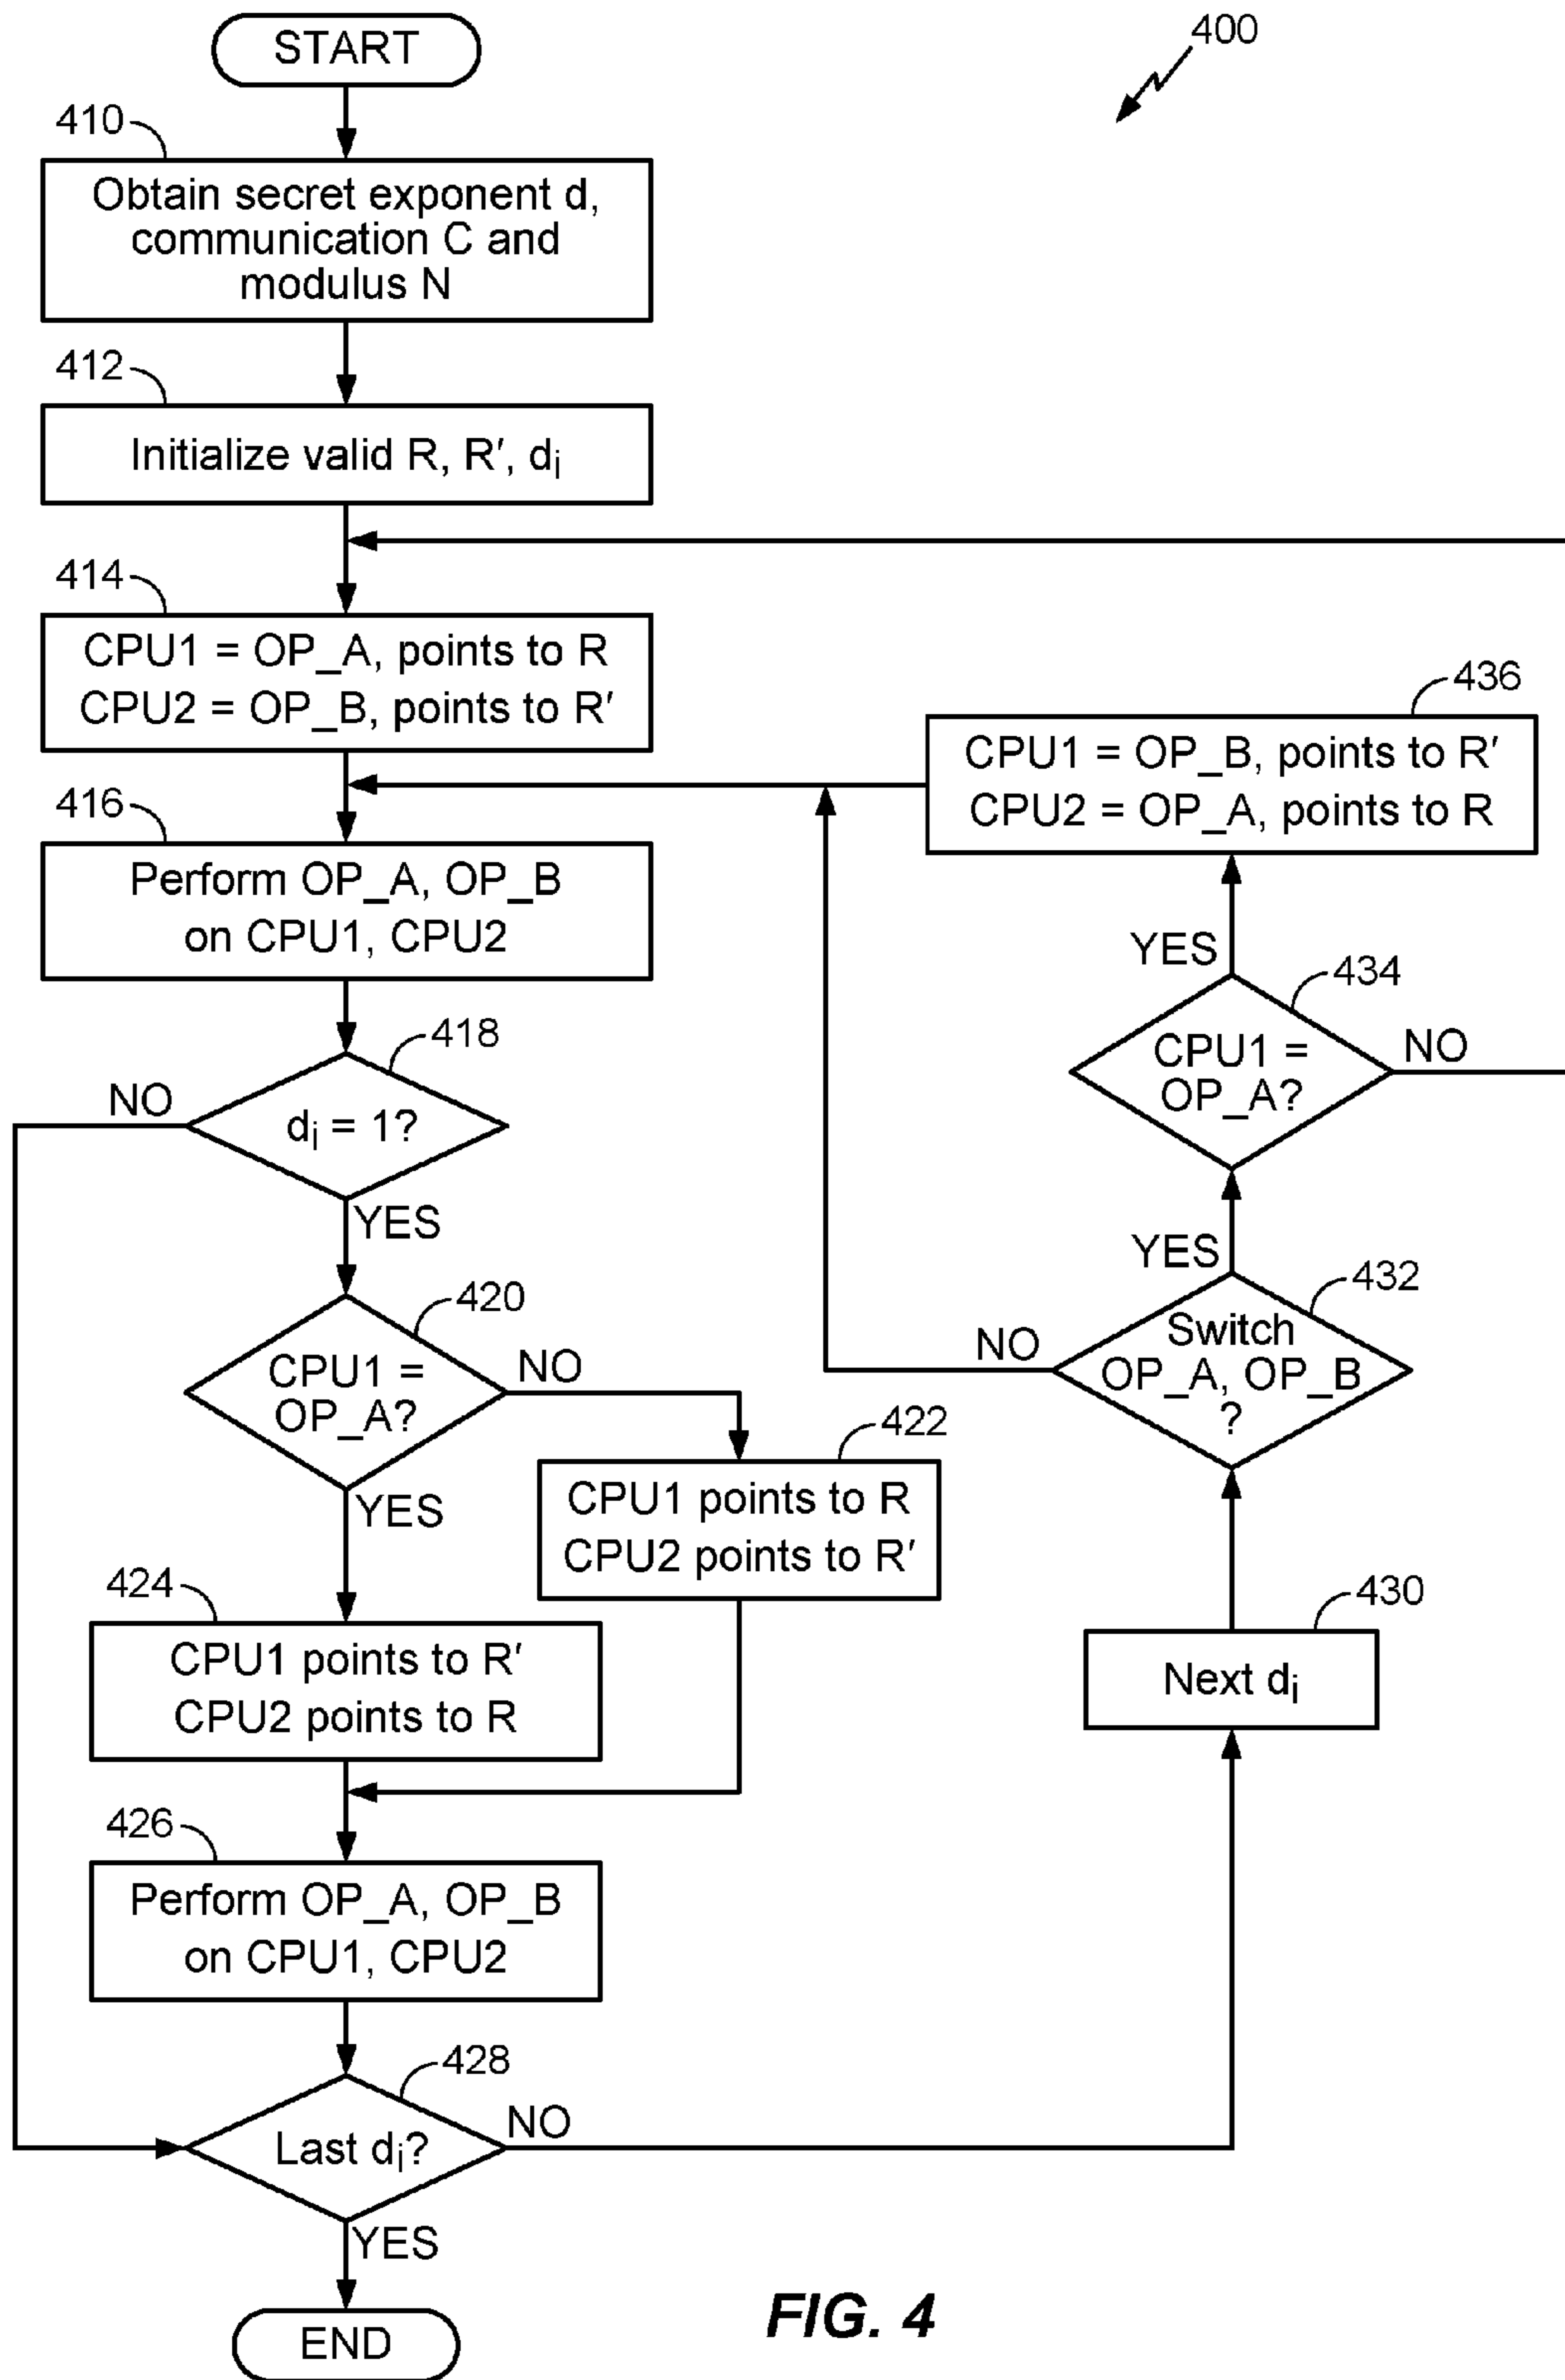 START
400
410
Obtain secret exponent d,
communication C and
modulus N
412
Initialize valid R, R′, di
414
CPU1 = OP_A, points to R
CPU2 = OP_B, points to R′
416
Perform OP_A, OP_B
on CPU1, CPU2
418
di = 1?
NO
YES
420
CPU1 =
OP_A?
NO
YES
422
CPU1 points to R
CPU2 points to R′
424
CPU1 points to R′
CPU2 points to R
426
Perform OP_A, OP_B
on CPU1, CPU2
428
Last di?
NO
YES
END
430
Next di
432
Switch
OP_A, OP_B
?
NO
YES
434
CPU1 =
OP_A?
NO
YES
436
CPU1 = OP_B, points to R′
CPU2 = OP_A, points to R
FIG. 4